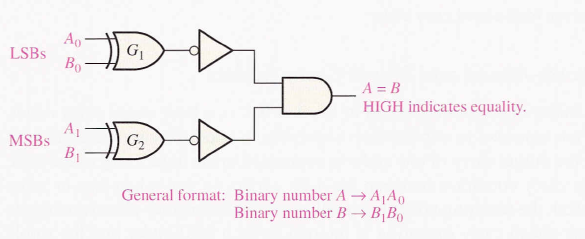 LSBs A₀ G₁
B₀
A = B
HIGH indicates equality.
MSBs A₁ G₂
B₁
General format: Binary number A → A₁A₀
Binary number B → B₁B₀